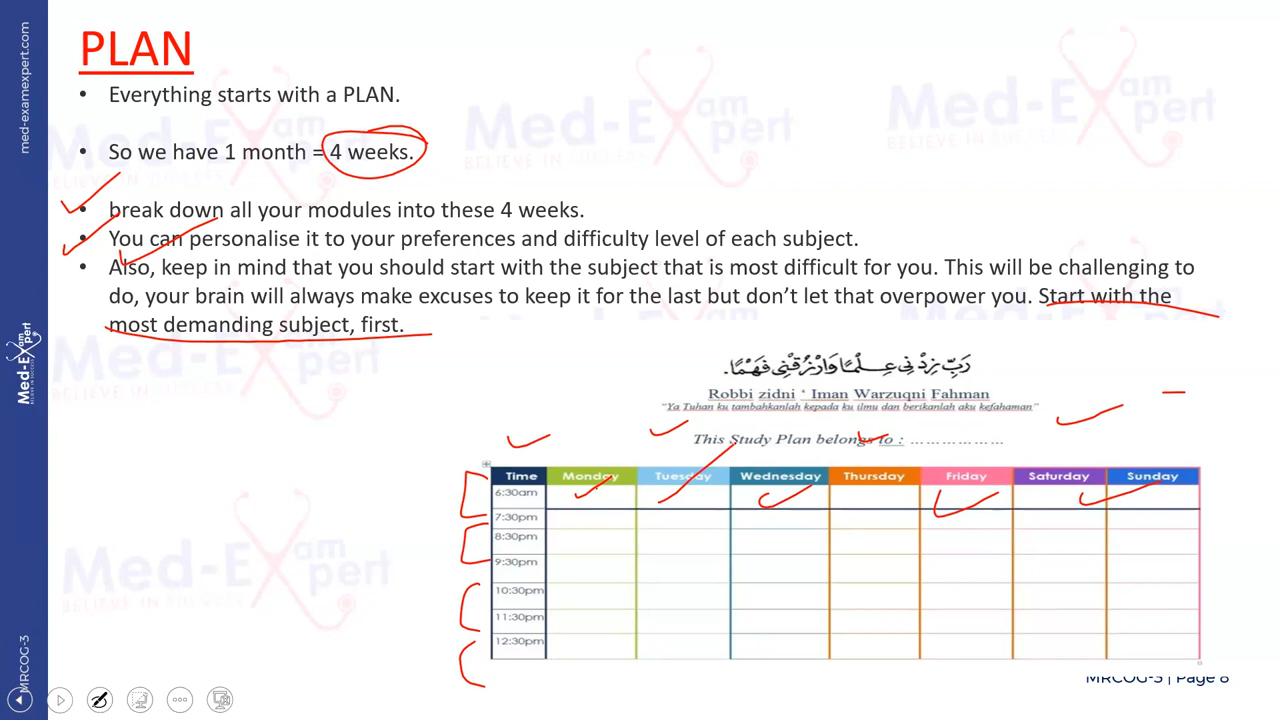 PLAN
• Everything starts with a PLAN.
• So we have 1 month = 4 weeks.
• break down all your modules into these 4 weeks.
• You can personalise it to your preferences and difficulty level of each subject.
• Also, keep in mind that you should start with the subject that is most difficult for you. This will be challenging to
do, your brain will always make excuses to keep it for the last but don’t let that overpower you. Start with the
most demanding subject, first.
رَبِّ زِدْنِي عِلْمًا وَارْزُقْنِي فَهْمًا.
Robbi zidni ‘ Iman Warzuqni Fahman
“Ya Tuhan ku tambahkanlah kepada ku ilmu dan berikanlah aku kefahaman”
This Study Plan belongs to : ………………
Time Monday Tuesday Wednesday Thursday Friday Saturday Sunday
6:30am
7:30pm
8:30pm
9:30pm
10:30pm
11:30pm
12:30pm
MRCOG-3 | Page 8
med-examexpert.com
Med-Exam Expert
MRCOG-3
Med-Exam Expert
BELIEVE IN SUCCESS